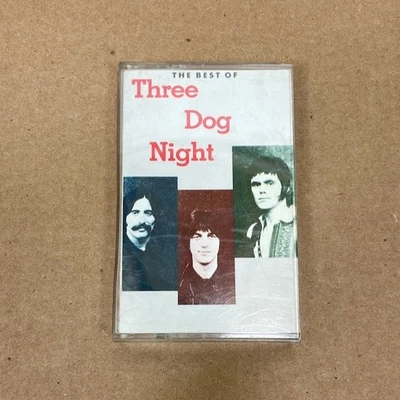 THE BEST OF
Three
Dog
Night